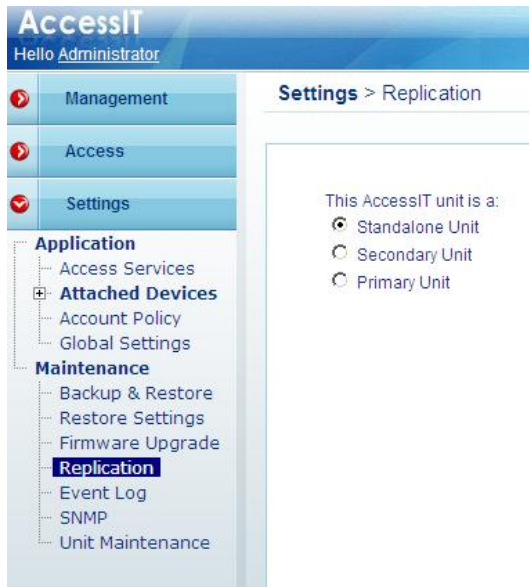 AccessIT
Hello Administrator
Management
Access
Settings
Application
Access Services
Attached Devices
Account Policy
Global Settings
Maintenance
Backup & Restore
Restore Settings
Firmware Upgrade
Replication
Event Log
SNMP
Unit Maintenance
Settings > Replication
This AccessIT unit is a:
Standalone Unit
Secondary Unit
Primary Unit